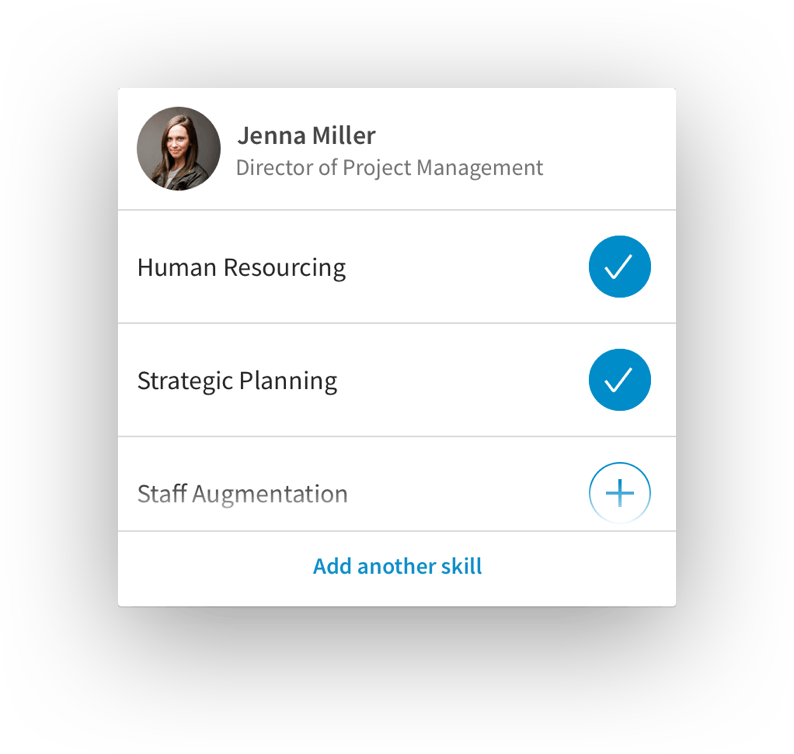 Jenna Miller
Director of Project Management
Human Resourcing
Strategic Planning
Staff Augmentation
Add another skill